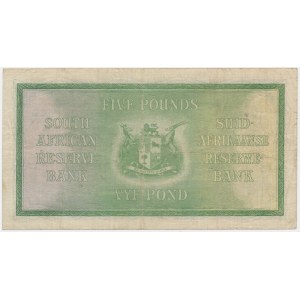 FIVE POUNDS
SOUTH
AFRICAN
RESERVE
BANK
SUID-
AFRIKAANSE
RESERWE-
BANK
VYF POND